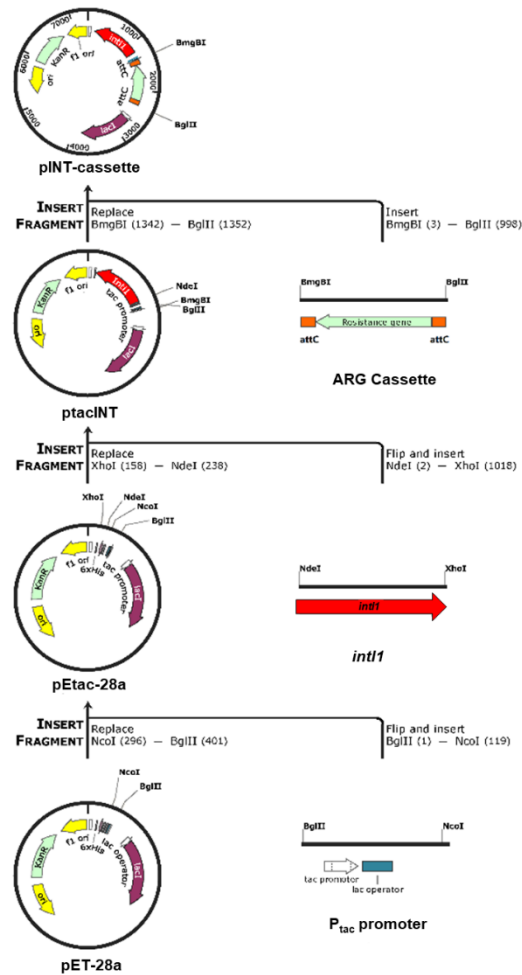 7000
1000
6000
2000
5000
4000
3000
f1 ori
intI1
KanR
ori
attC
attC
lacI
BmgBI
BglII
pINT-cassette
INSERT
FRAGMENT
Replace
BmgBI (1342) — BglII (1352)
Insert
BmgBI (3) — BglII (998)
f1 ori
IntI1
KanR
ori
tac promoter
lacI
NdeI
BmgBI
BglII
ptacINT
BmgBI
BglII
Resistance gene
attC
attC
ARG Cassette
INSERT
FRAGMENT
Replace
XhoI (158) — NdeI (238)
Flip and insert
NdeI (2) — XhoI (1018)
XhoI
NdeI
NcoI
BglII
f1 ori
6xHis
tac promoter
KanR
ori
lacI
pEtac-28a
NdeI
XhoI
intI1
intI1
INSERT
FRAGMENT
Replace
NcoI (296) — BglII (401)
Flip and insert
BglII (1) — NcoI (119)
NcoI
BglII
f1 ori
6xHis
lac operator
KanR
ori
lacI
pET-28a
BglII
NcoI
tac promoter
lac operator
Ptac promoter